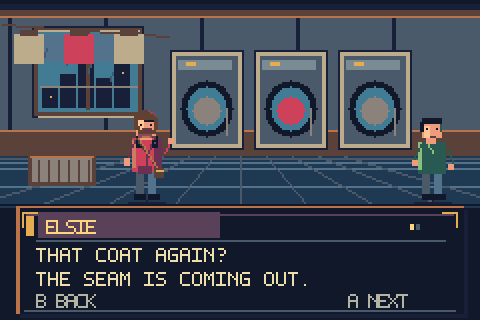 ELSIE
THAT COAT AGAIN?
THE SEAM IS COMING OUT.
B BACK
A NEXT